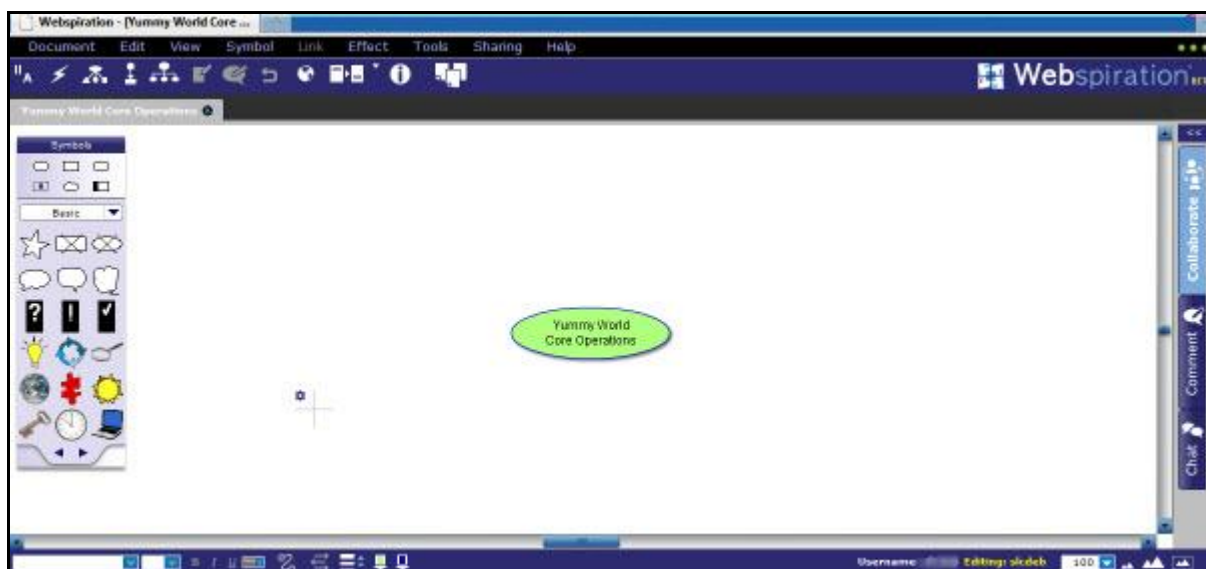 Webspiration - [Yummy World Core ...
Document Edit View Symbol Link Effect Tools Sharing Help
Webspiration
Yummy World Core Operations
Symbols
Basic
Yummy World
Core Operations
<<
Collaborate
Comment
Chat
B I U
Username Editing: skdeb 100